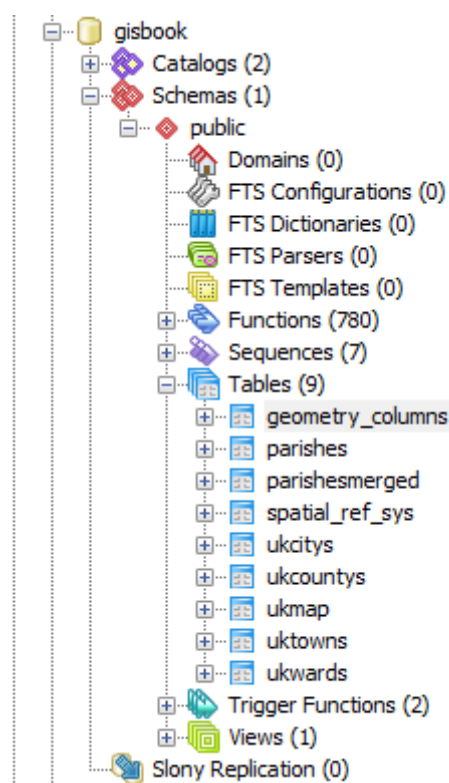 gisbook
Catalogs (2)
Schemas (1)
public
Domains (0)
FTS Configurations (0)
FTS Dictionaries (0)
FTS Parsers (0)
FTS Templates (0)
Functions (780)
Sequences (7)
Tables (9)
geometry_columns
parishes
parishesmerged
spatial_ref_sys
ukcitys
ukcountys
ukmap
uktowns
ukwards
Trigger Functions (2)
Views (1)
Slony Replication (0)